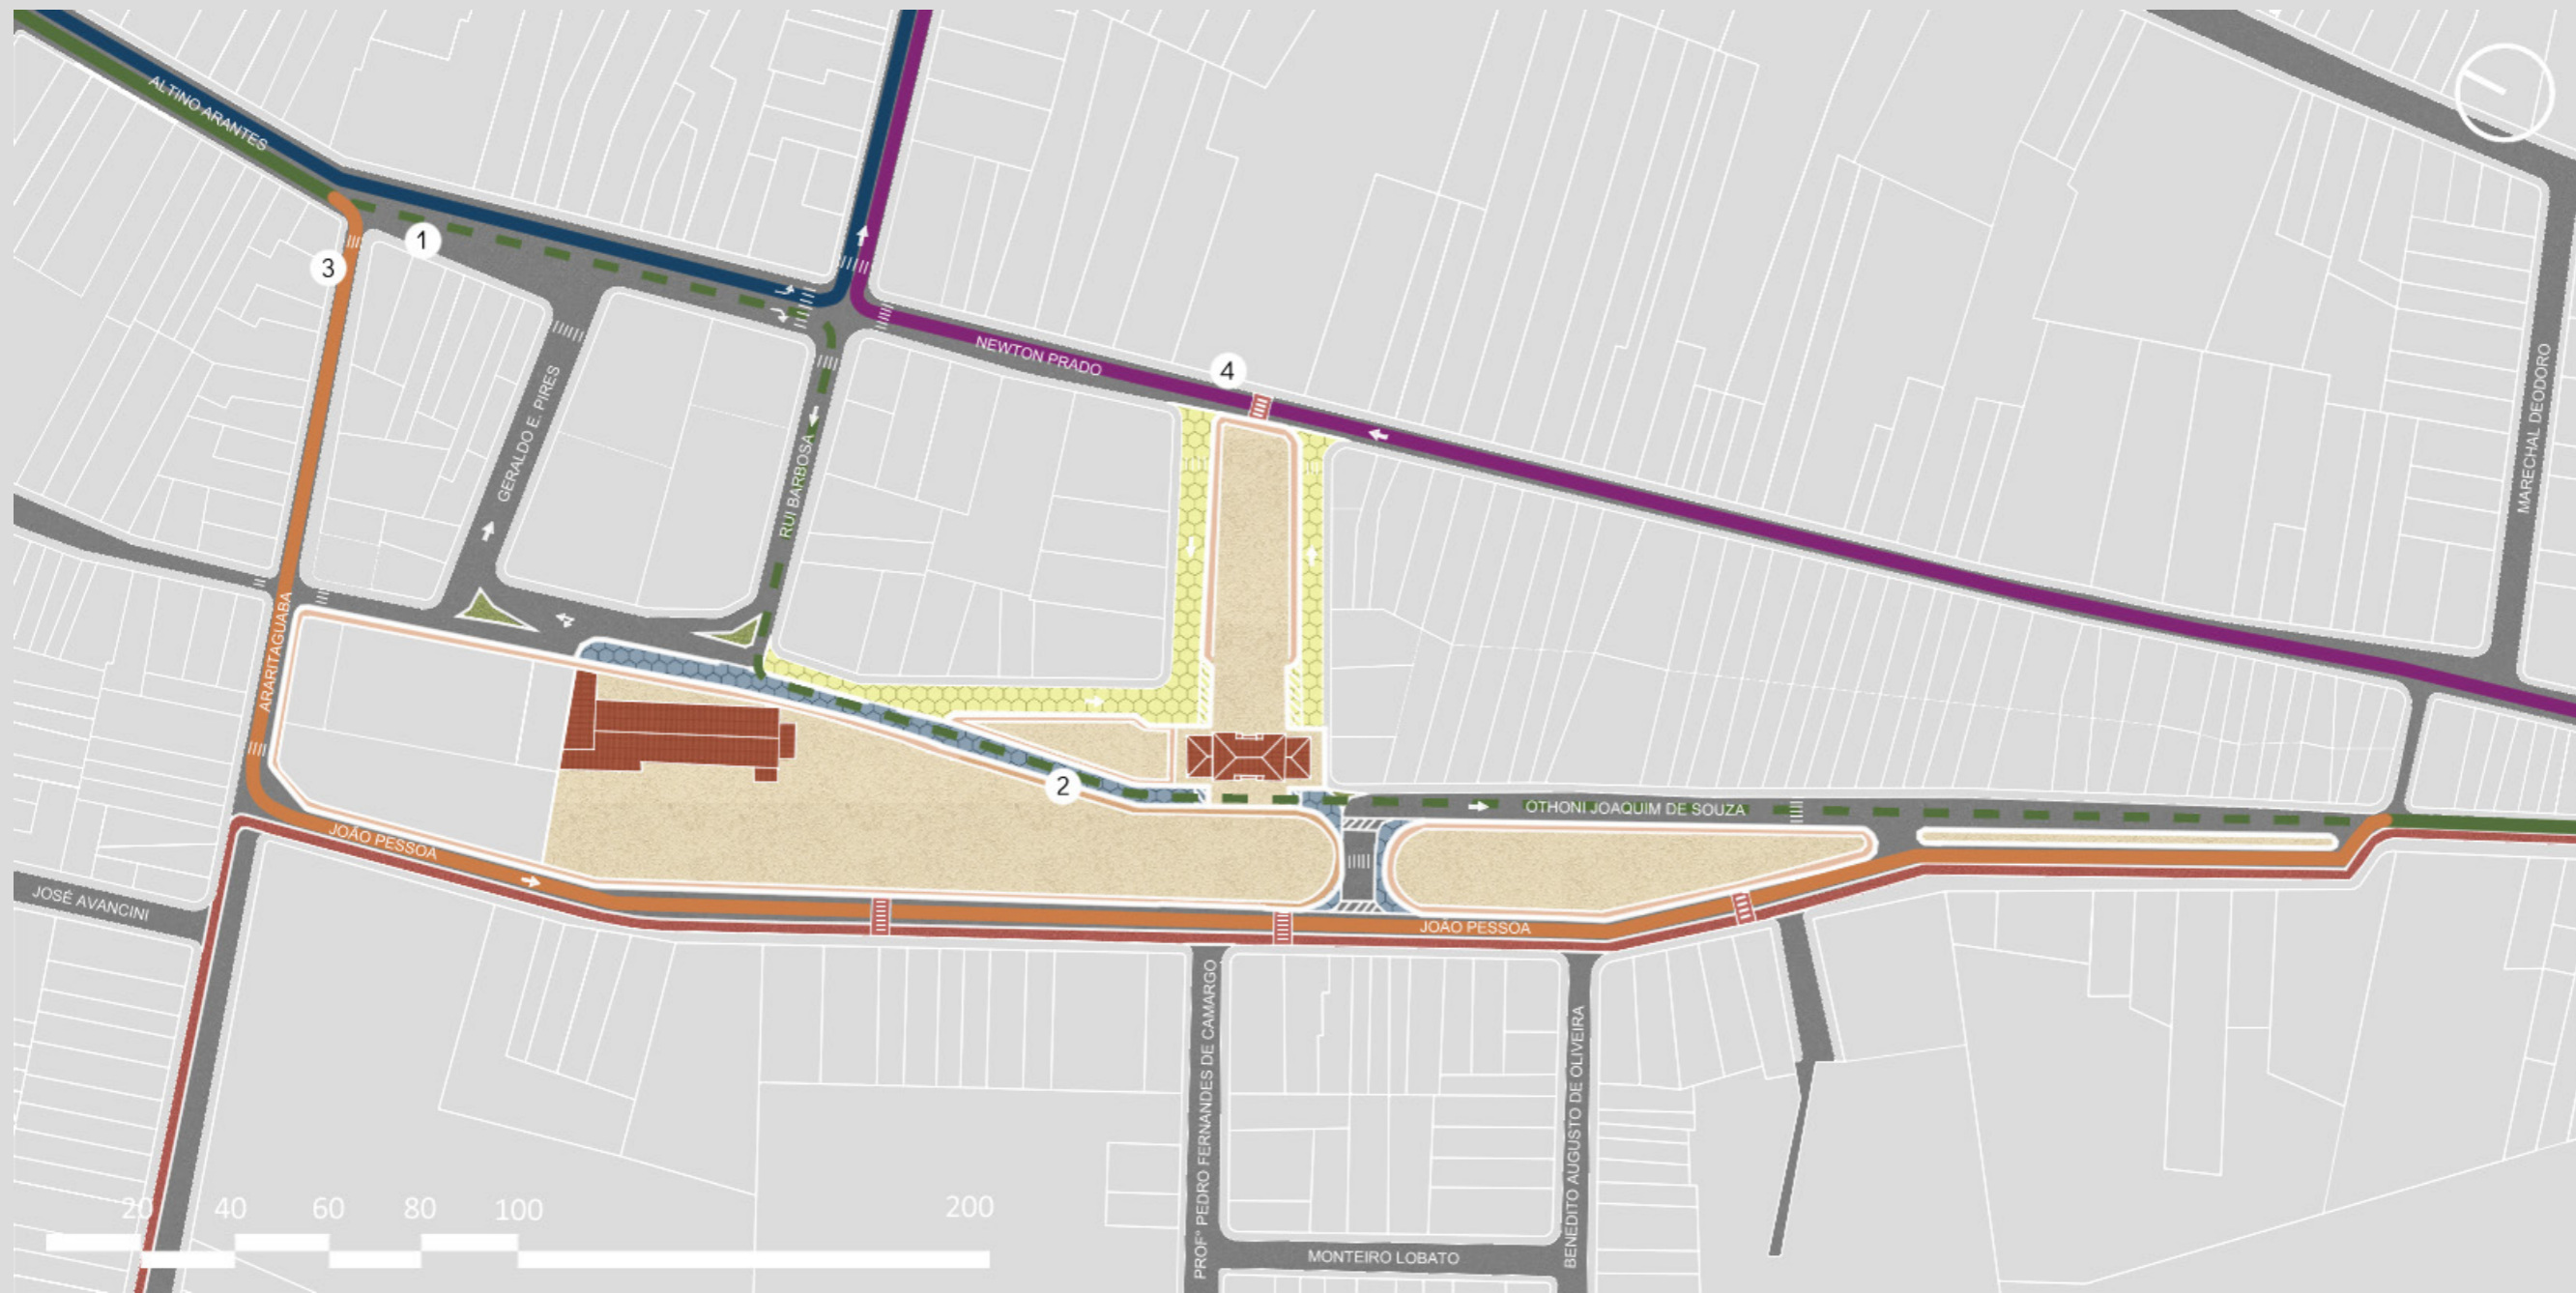 ALTINO ARANTES
1
3
4
NEWTON PRADO
GERALDO E. PIRES
RUI BARBOSA
MARECHAL DEODORO
ARARITAGUABA
2
OTHONI JOAQUIM DE SOUZA
JOÃO PESSOA
JOSÉ AVANCINI
JOÃO PESSOA
PROFº PEDRO FERNANDES DE CAMARGO
BENEDITO AUGUSTO DE OLIVEIRA
MONTEIRO LOBATO
20 40 60 80 100 200